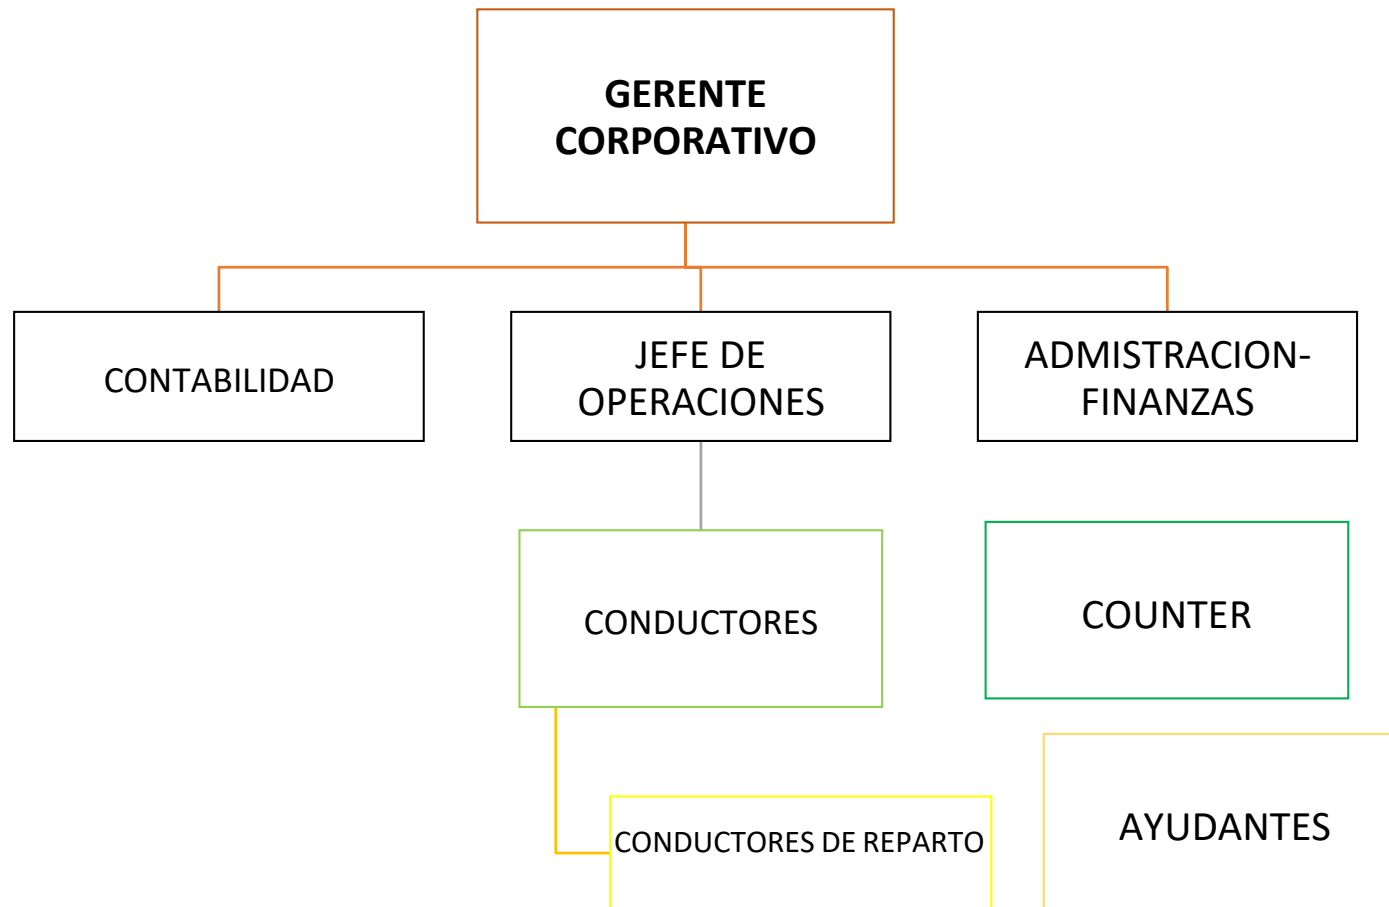 GERENTE
CORPORATIVO
CONTABILIDAD
JEFE DE
OPERACIONES
ADMISTRACION-
FINANZAS
CONDUCTORES
COUNTER
CONDUCTORES DE REPARTO
AYUDANTES